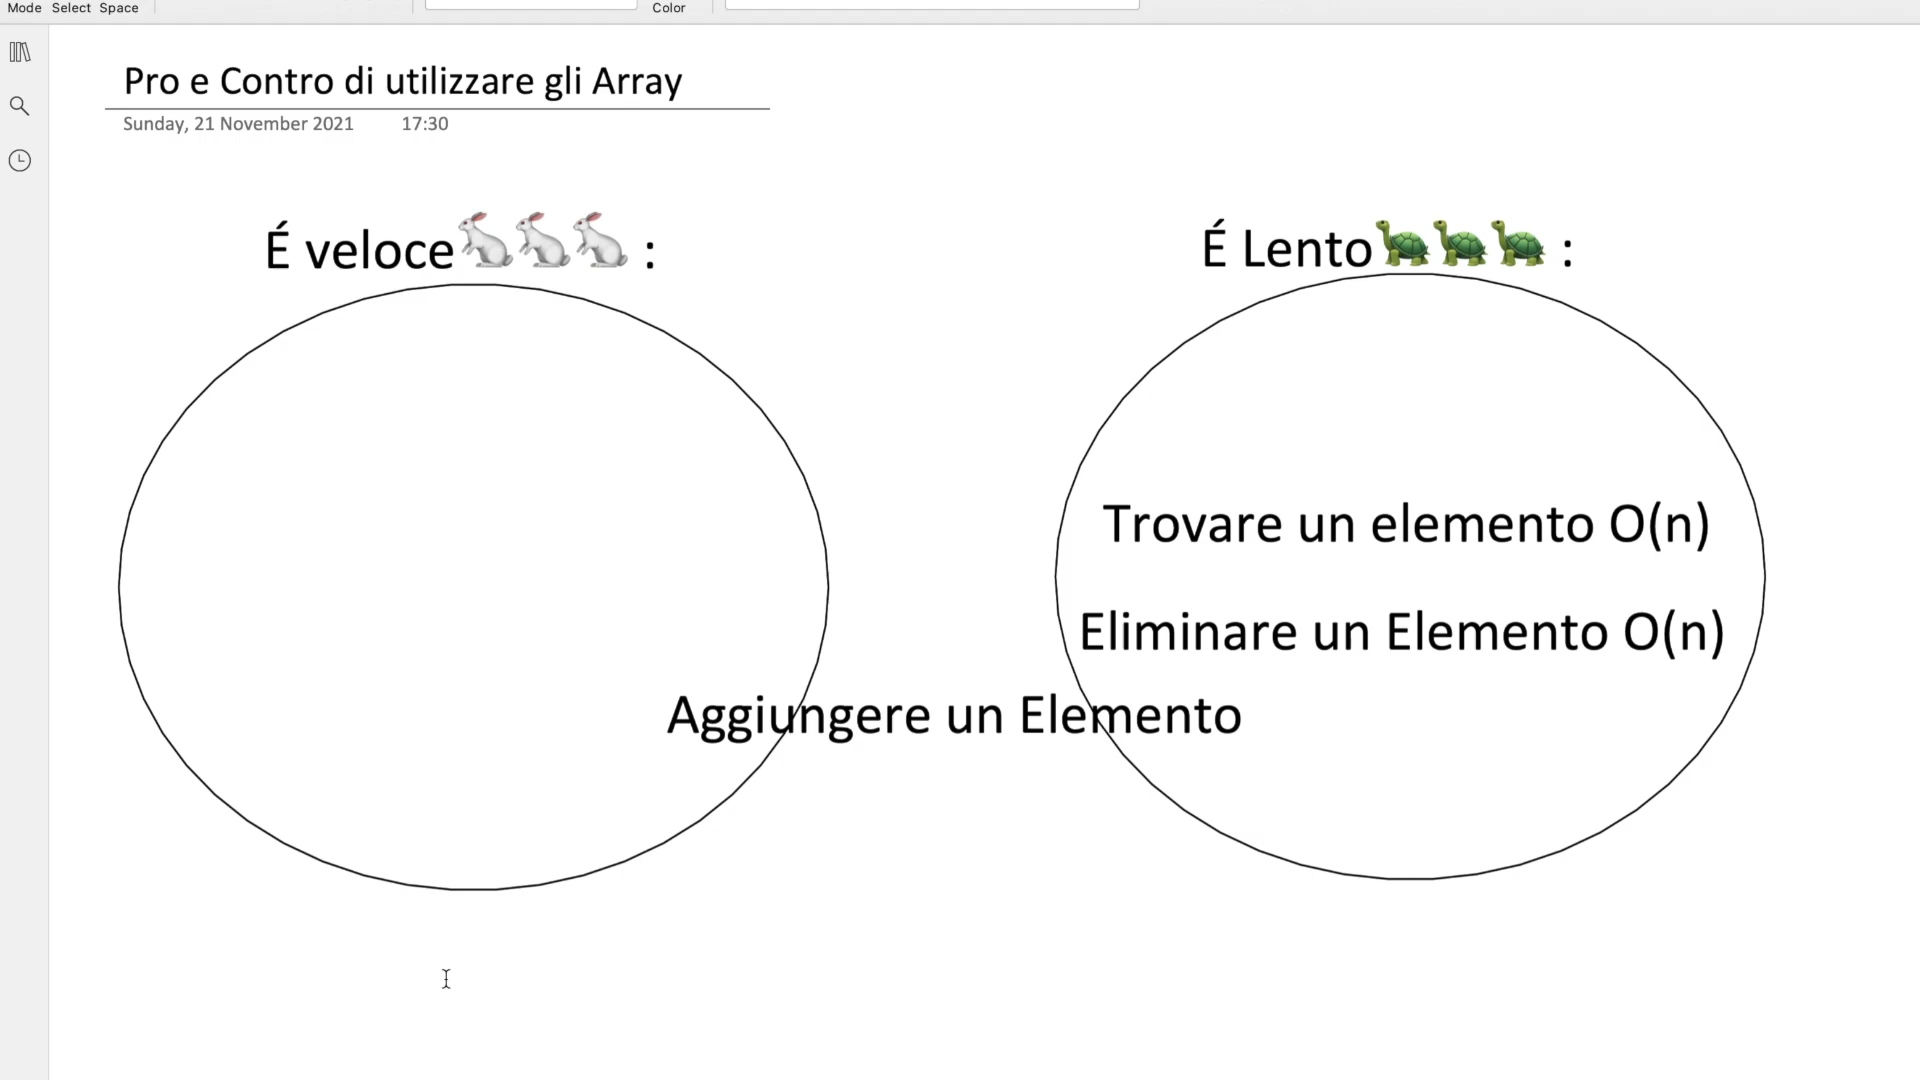 Mode Select Space
Color
Pro e Contro di utilizzare gli Array
Sunday, 21 November 2021 17:30
É veloce🐇🐇🐇 :
É Lento🐢🐢🐢 :
Trovare un elemento O(n)
Eliminare un Elemento O(n)
Aggiungere un Elemento